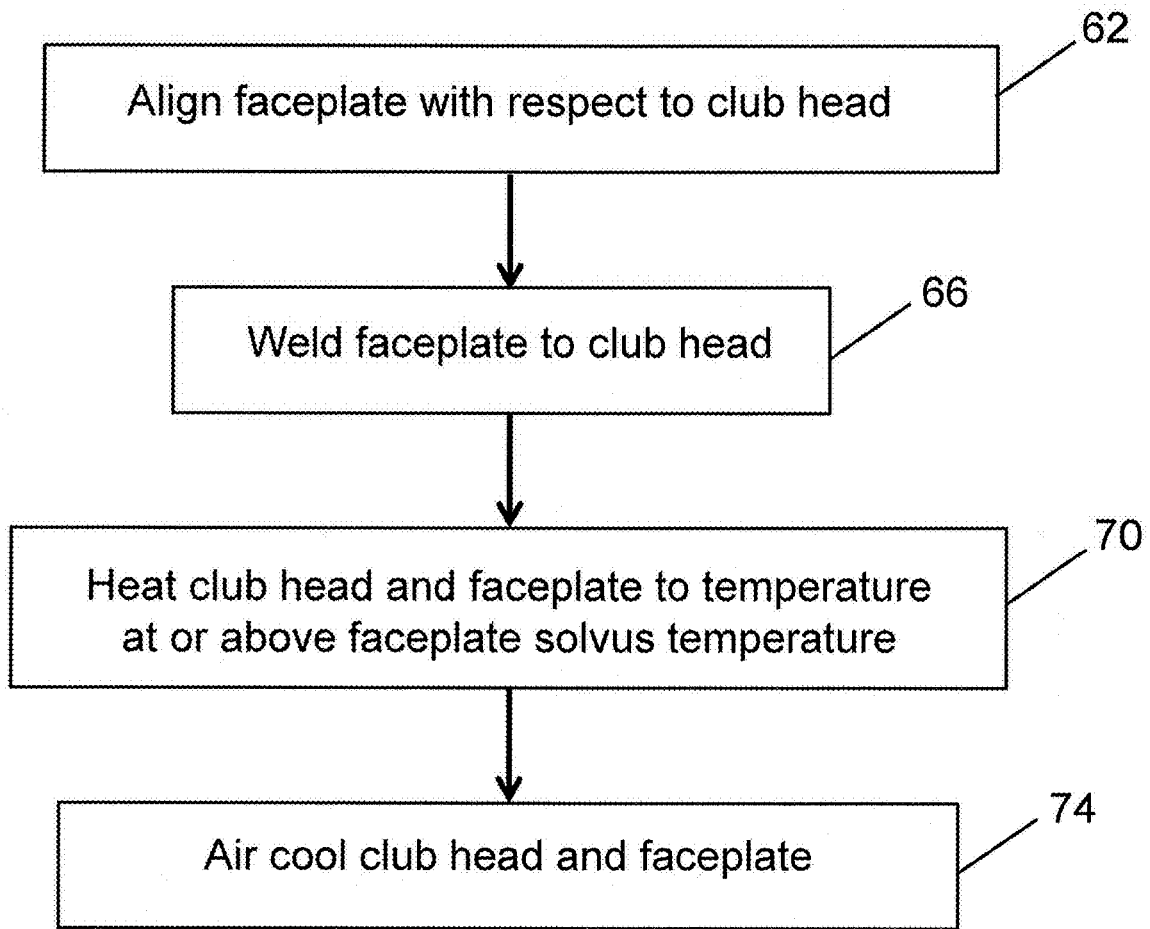 62
Align faceplate with respect to club head
66
Weld faceplate to club head
70
Heat club head and faceplate to temperature
at or above faceplate solvus temperature
74
Air cool club head and faceplate